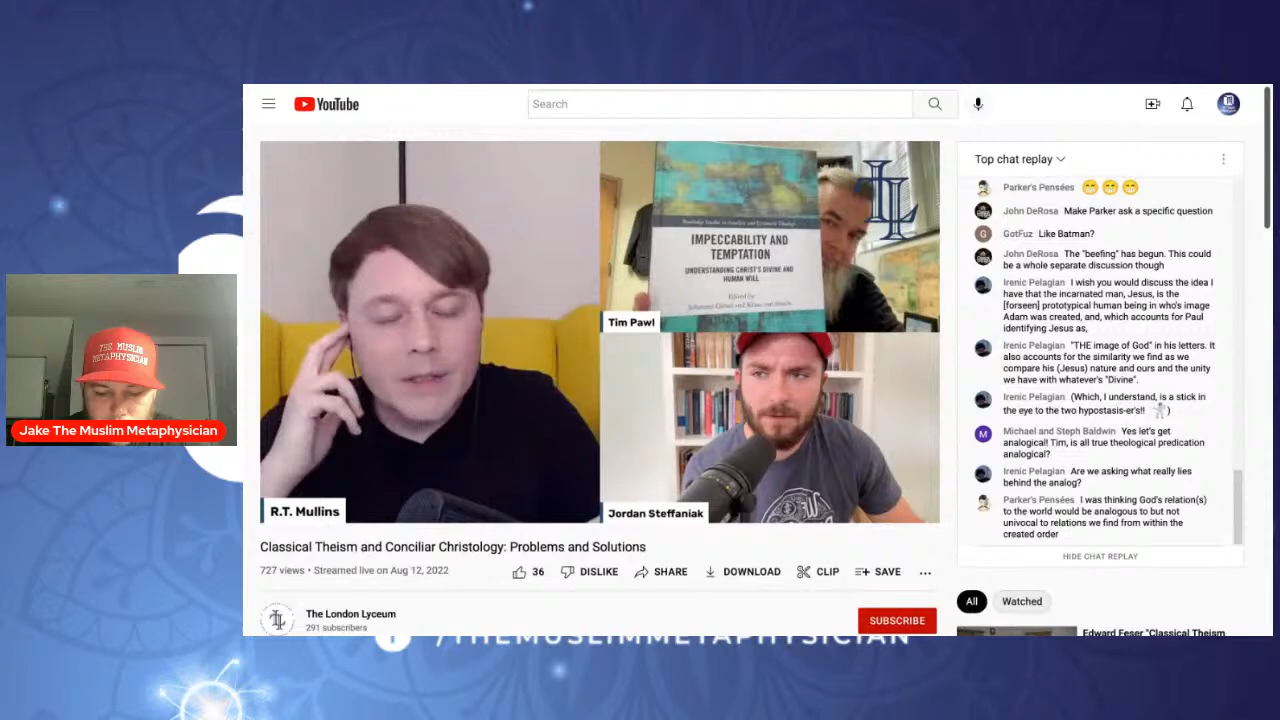 YouTube
Search
THE MUSLIM
METAPHYSICIAN
Jake The Muslim Metaphysician
IMPECCABILITY AND
TEMPTATION
UNDERSTANDING CHRIST'S DIVINE AND
HUMAN WILL
Edited by
Tim Pawl
R.T. Mullins
Jordan Steffaniak
Classical Theism and Conciliar Christology: Problems and Solutions
727 views • Streamed live on Aug 12, 2022
36 DISLIKE SHARE DOWNLOAD CLIP SAVE ...
The London Lyceum
291 subscribers
SUBSCRIBE
Top chat replay
Parker's Pensées 😁😁😁
John DeRosa Make Parker ask a specific question
G GotFuz Like Batman?
John DeRosa The "beefing" has begun. This could
be a whole separate discussion though
Irenic Pelagian I wish you would discuss the idea I
have that the incarnated man, Jesus, is the
[forseen] prototypical human being in who's image
Adam was created, and, which accounts for Paul
identifying Jesus as,
Irenic Pelagian "THE image of God" in his letters. It
also accounts for the similarity we find as we
compare his (Jesus) nature and ours and the unity
we have with whatever's "Divine".
Irenic Pelagian (Which, I understand, is a stick in
the eye to the two hypostasis-er's!!
M Michael and Steph Baldwin Yes let's get
analogical! Tim, is all true theological predication
analogical?
Irenic Pelagian Are we asking what really lies
behind the analog?
Parker's Pensées I was thinking God's relation(s)
to the world would be analogous to but not
univocal to relations we find from within the
created order
HIDE CHAT REPLAY
All Watched
Edward Feser "Classical Theism
/THEMUSLIMMETAPHYSICIAN